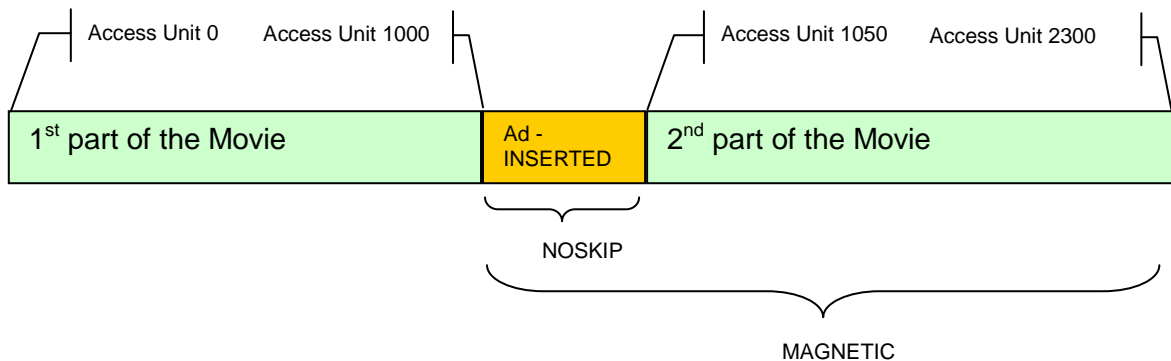 Access Unit 0 Access Unit 1000 Access Unit 1050 Access Unit 2300
1st part of the Movie
Ad -
INSERTED
2nd part of the Movie
NOSKIP
MAGNETIC